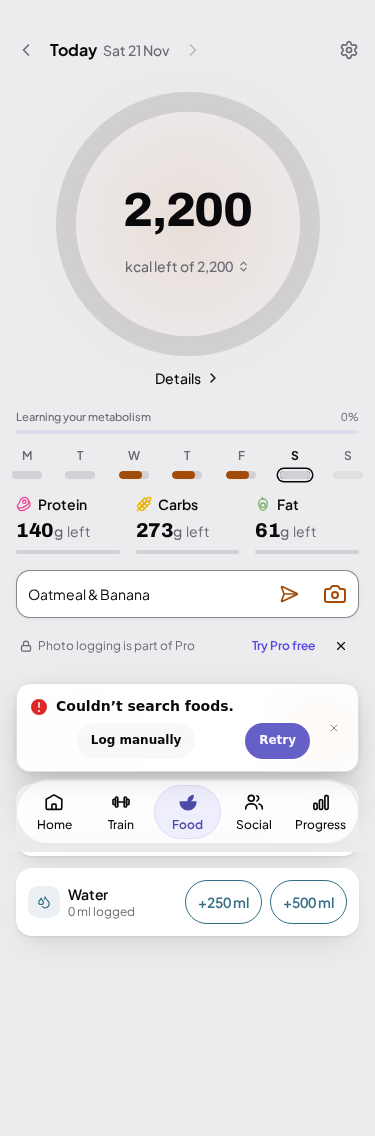 Today Sat 21 Nov
2,200
kcal left of 2,200
Details
Learning your metabolism 0%
M T W T F S S
Protein Carbs Fat
140g left 273g left 61g left
Oatmeal & Banana
Photo logging is part of Pro Try Pro free
Couldn’t search foods.
Log manually Retry
Home Train Food Social Progress
Water
0 ml logged
+250 ml +500 ml